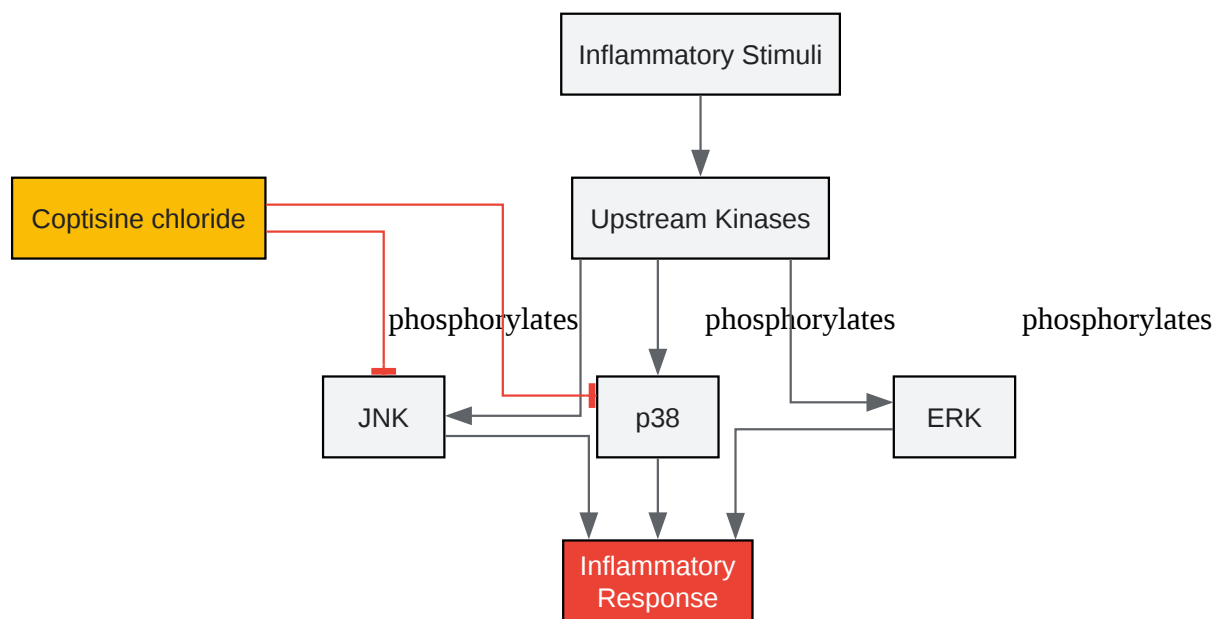 Inflammatory Stimuli
Coptisine chloride
Upstream Kinases
phosphorylates
phosphorylates
phosphorylates
JNK
p38
ERK
Inflammatory
Response